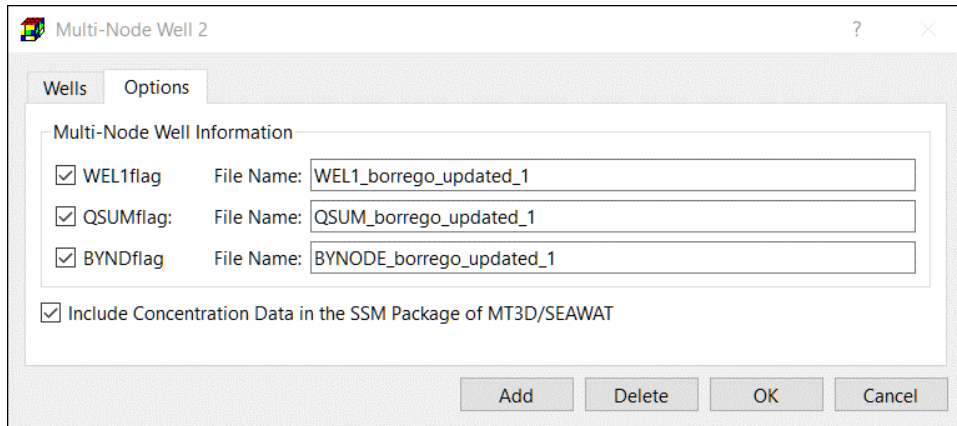 Multi-Node Well 2 ?
Wells Options
Multi-Node Well Information
WEL1flag File Name: WEL1_borrego_updated_1
QSUMflag: File Name: QSUM_borrego_updated_1
BYNDflag File Name: BYNODE_borrego_updated_1
Include Concentration Data in the SSM Package of MT3D/SEAWAT
Add Delete OK Cancel